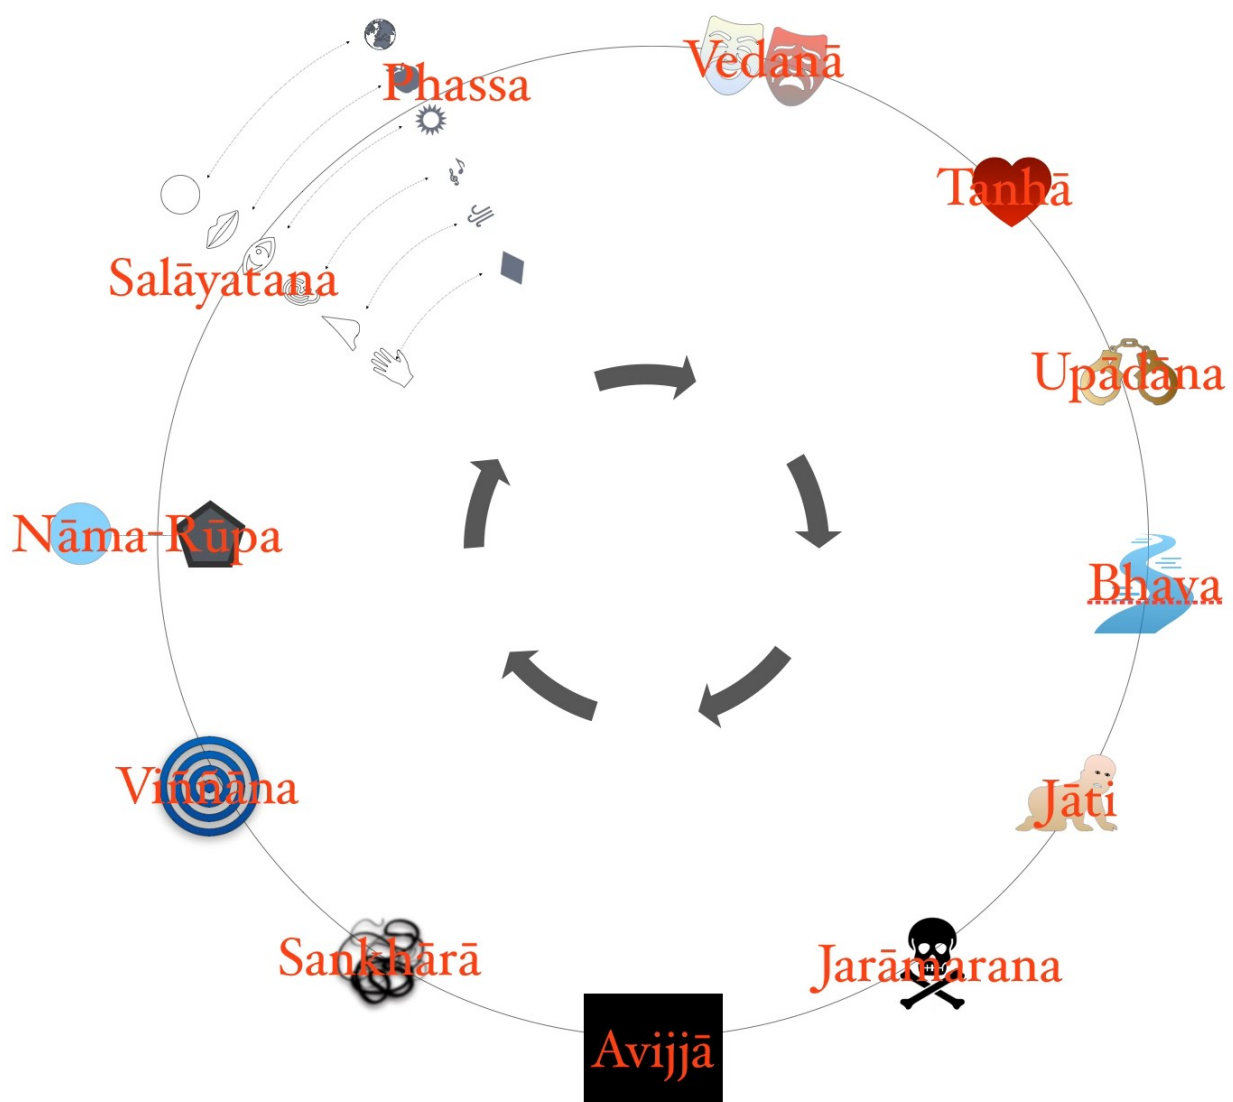 Vedanā
Phassa
Tanhā
Salāyatana
Upādāna
Nāma-Rūpa
Bhava
Viññāna
Jāti
Sankhārā
Jarāmarana
Avijjā